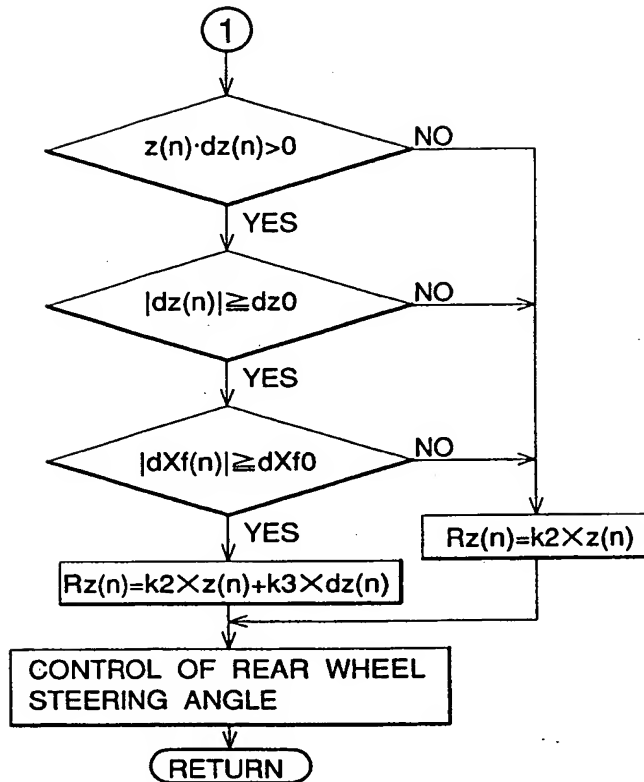 1
z(n)·dz(n)>0
NO
YES
|dz(n)|≧dz0
NO
YES
|dXf(n)|≧dXf0
NO
YES
Rz(n)=k2×z(n)
Rz(n)=k2×z(n)+k3×dz(n)
CONTROL OF REAR WHEEL
STEERING ANGLE
RETURN